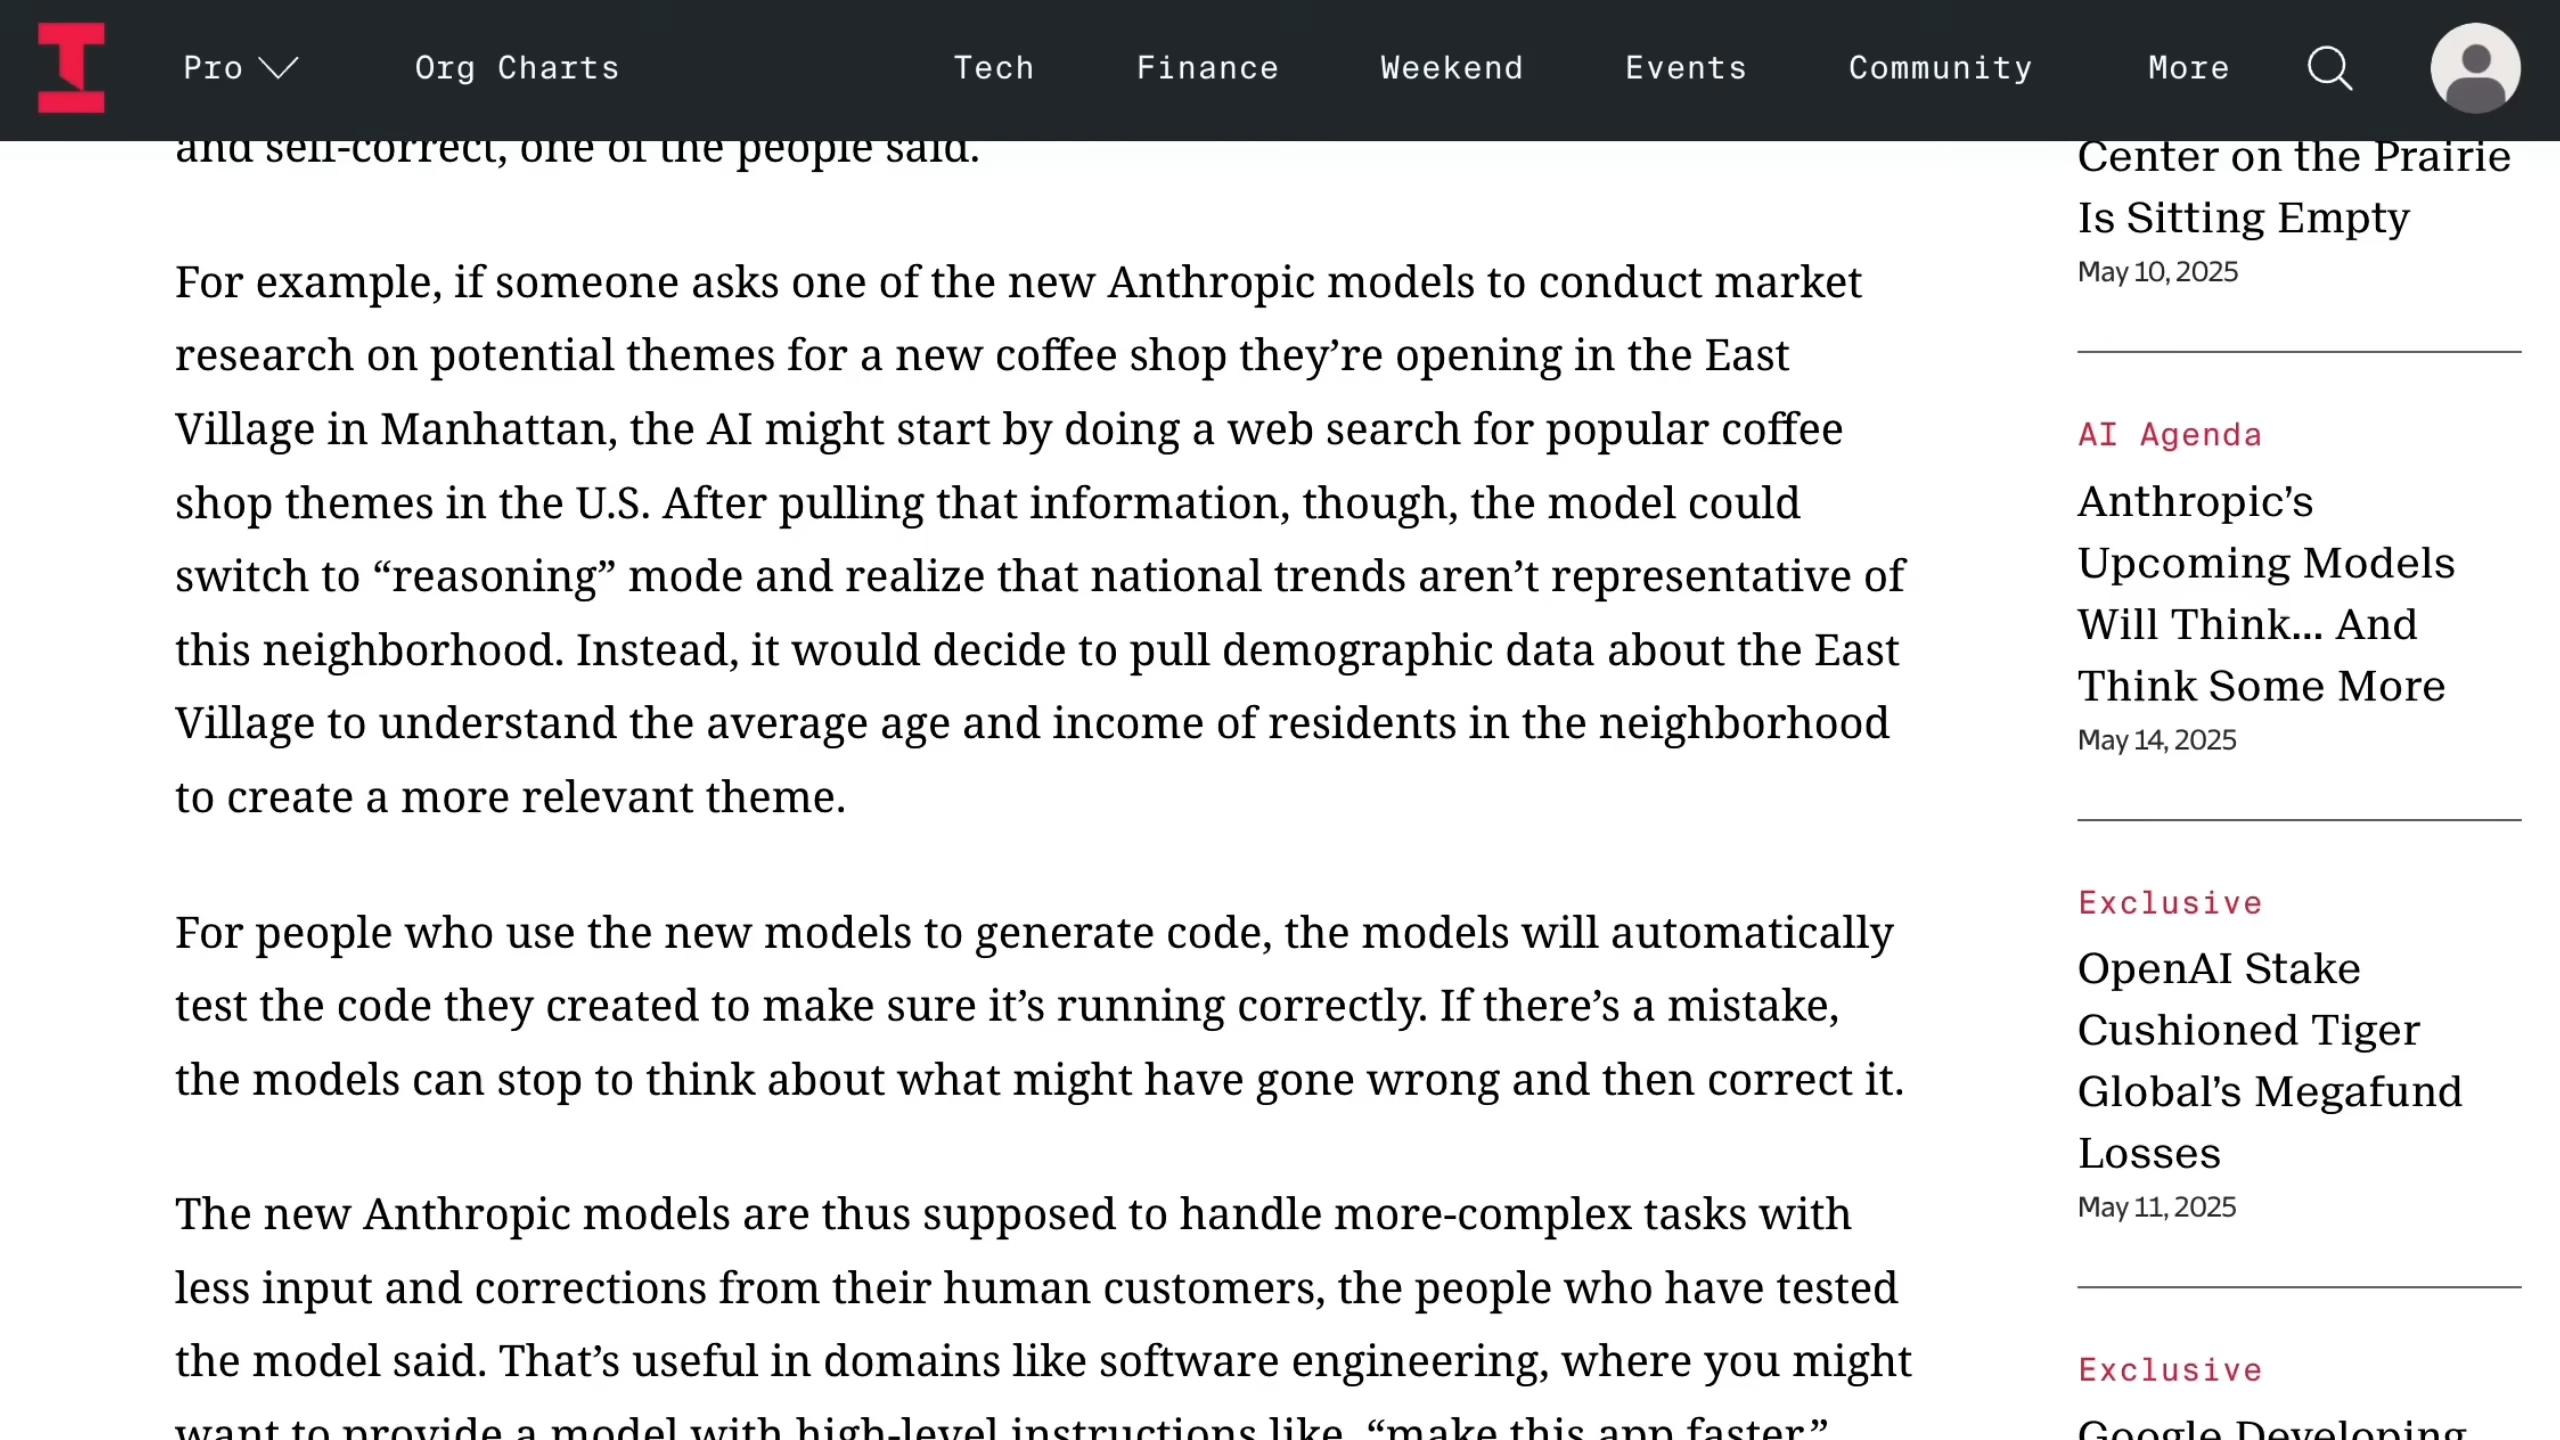 Pro
Org Charts
Tech
Finance
Weekend
Events
Community
More
and self-correct, one of the people said.
For example, if someone asks one of the new Anthropic models to conduct market
research on potential themes for a new coffee shop they’re opening in the East
Village in Manhattan, the AI might start by doing a web search for popular coffee
shop themes in the U.S. After pulling that information, though, the model could
switch to “reasoning” mode and realize that national trends aren’t representative of
this neighborhood. Instead, it would decide to pull demographic data about the East
Village to understand the average age and income of residents in the neighborhood
to create a more relevant theme.
For people who use the new models to generate code, the models will automatically
test the code they created to make sure it’s running correctly. If there’s a mistake,
the models can stop to think about what might have gone wrong and then correct it.
The new Anthropic models are thus supposed to handle more-complex tasks with
less input and corrections from their human customers, the people who have tested
the model said. That’s useful in domains like software engineering, where you might
want to provide a model with high-level instructions like, “make this app faster,”
Center on the Prairie
Is Sitting Empty
May 10, 2025
AI Agenda
Anthropic’s
Upcoming Models
Will Think... And
Think Some More
May 14, 2025
Exclusive
OpenAI Stake
Cushioned Tiger
Global’s Megafund
Losses
May 11, 2025
Exclusive
Google Developing